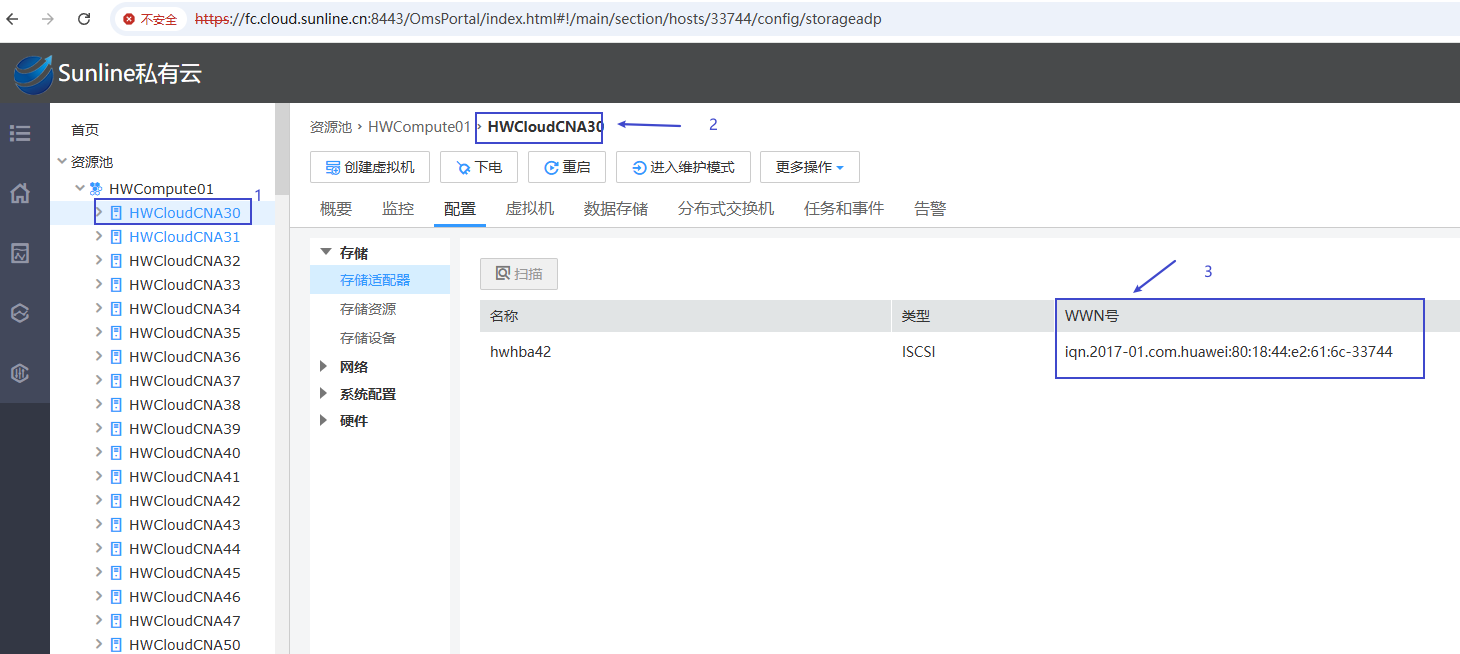 不安全 https://fc.cloud.sunline.cn:8443/OmsPortal/index.html#!/main/section/hosts/33744/config/storageadp
Sunline私有云
首页
资源池
HWCompute01
1
HWCloudCNA30
HWCloudCNA31
HWCloudCNA32
HWCloudCNA33
HWCloudCNA34
HWCloudCNA35
HWCloudCNA36
HWCloudCNA37
HWCloudCNA38
HWCloudCNA39
HWCloudCNA40
HWCloudCNA41
HWCloudCNA42
HWCloudCNA43
HWCloudCNA44
HWCloudCNA45
HWCloudCNA46
HWCloudCNA47
HWCloudCNA50
资源池 › HWCompute01 › HWCloudCNA30
2
创建虚拟机 下电 重启 进入维护模式 更多操作
概要 监控 配置 虚拟机 数据存储 分布式交换机 任务和事件 告警
存储
存储适配器
存储资源
存储设备
网络
系统配置
硬件
扫描
3
名称 类型 WWN号
hwhba42 ISCSI iqn.2017-01.com.huawei:80:18:44:e2:61:6c-33744